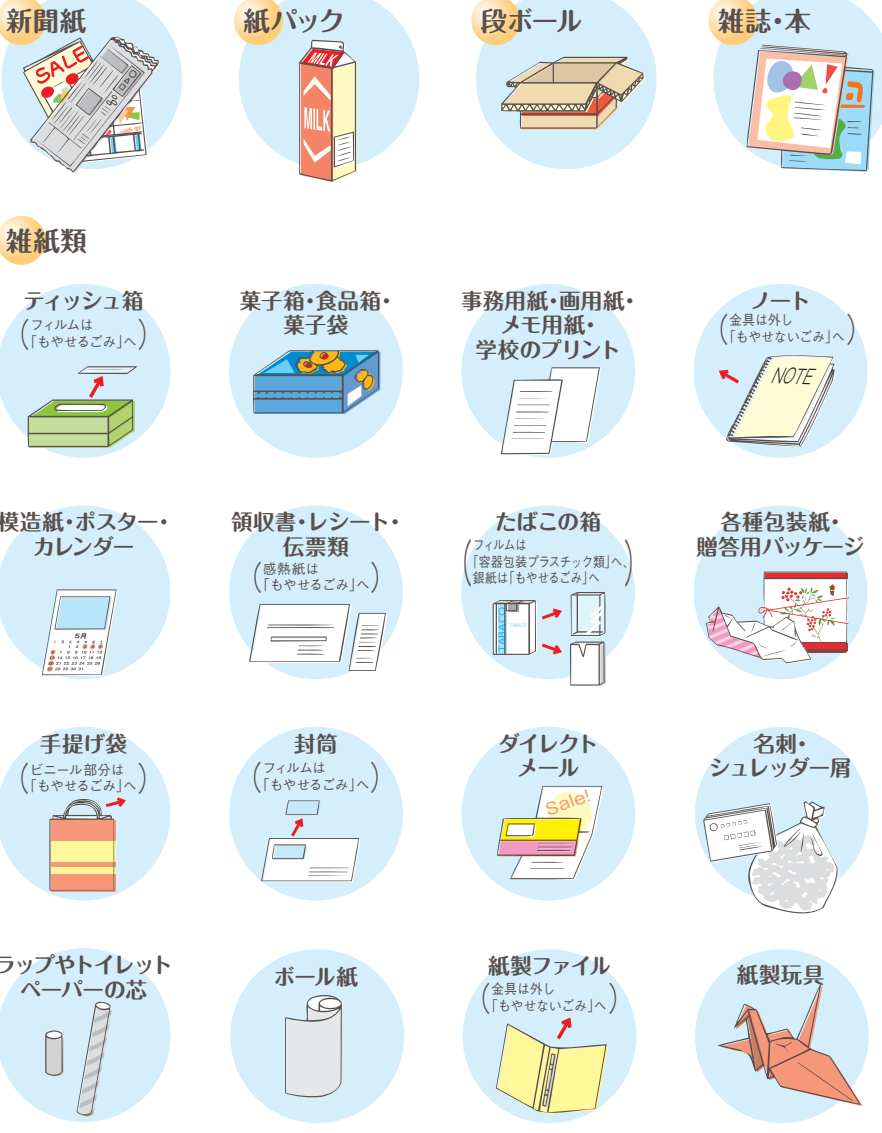 新聞紙
紙パック
段ボール
雑誌・本
SALE
MILK
MILK
雑紙類
ティッシュ箱
(フィルムは
「もやせるごみ」へ)
菓子箱・食品箱・
菓子袋
事務用紙・画用紙・
メモ用紙・
学校のプリント
ノート
(金具は外し
「もやせないごみ」へ)
NOTE
模造紙・ポスター・
カレンダー
5月
領収書・レシート・
伝票類
(感熱紙は
「もやせるごみ」へ)
たばこの箱
(フィルムは
「容器包装プラスチック類」へ、
銀紙は「もやせるごみ」へ)
TABACO
TABACO
各種包装紙・
贈答用パッケージ
手提げ袋
(ビニール部分は
「もやせるごみ」へ)
封筒
(フィルムは
「もやせるごみ」へ)
ダイレクト
メール
Sale!
名刺・
シュレッダー屑
ラップやトイレット
ペーパーの芯
ボール紙
紙製ファイル
(金具は外し
「もやせないごみ」へ)
紙製玩具